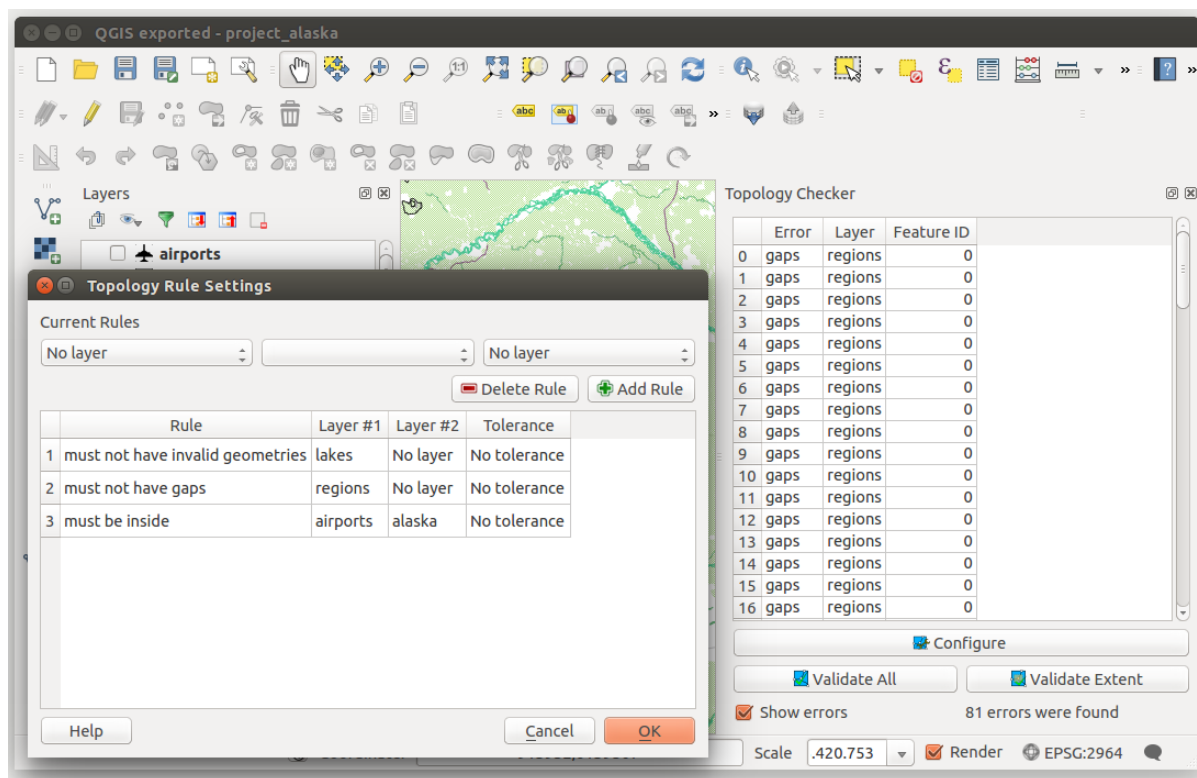 QGIS exported - project_alaska
abc
Layers
airports
Topology Checker
Error Layer Feature ID
0 gaps regions 0
1 gaps regions 0
2 gaps regions 0
3 gaps regions 0
4 gaps regions 0
5 gaps regions 0
6 gaps regions 0
7 gaps regions 0
8 gaps regions 0
9 gaps regions 0
10 gaps regions 0
11 gaps regions 0
12 gaps regions 0
13 gaps regions 0
14 gaps regions 0
15 gaps regions 0
16 gaps regions 0
Configure
Validate All Validate Extent
Show errors 81 errors were found
Topology Rule Settings
Current Rules
No layer No layer
Delete Rule Add Rule
Rule Layer #1 Layer #2 Tolerance
1 must not have invalid geometries lakes No layer No tolerance
2 must not have gaps regions No layer No tolerance
3 must be inside airports alaska No tolerance
Help Cancel OK
Scale .420.753 Render EPSG:2964